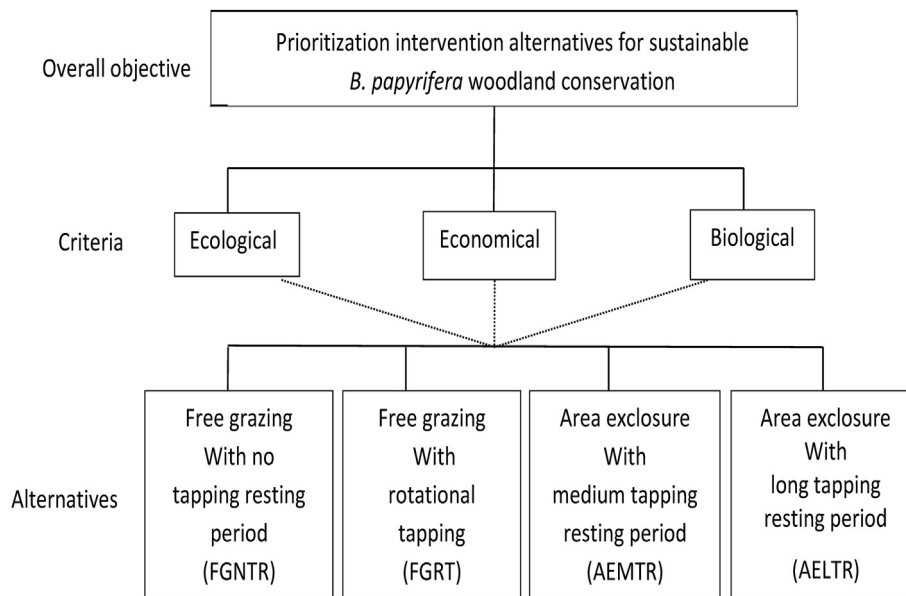 Overall objective
Prioritization intervention alternatives for sustainable
B. papyrifera woodland conservation
Criteria
Ecological
Economical
Biological
Alternatives
Free grazing
With no
tapping resting
period
(FGNTR)
Free grazing
With
rotational
tapping
(FGRT)
Area exclosure
With
medium tapping
resting period
(AEMTR)
Area exclosure
With
long tapping
resting period
(AELTR)